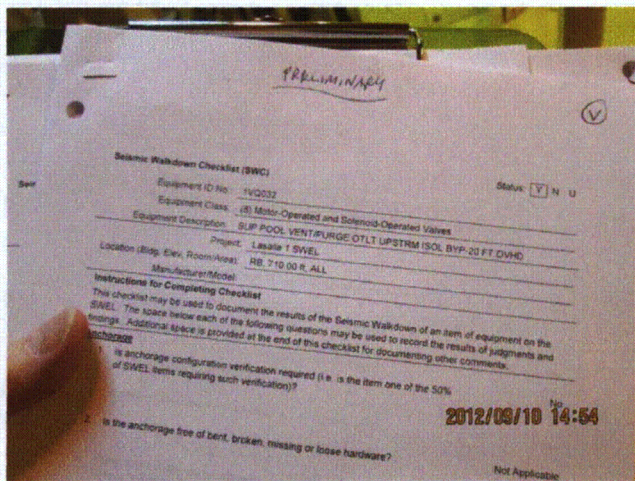 PRELIMINARY
V
Seismic Walkdown Checklist (SWC)
Status: Y N U
Equipment ID No. 1VQ032
Equipment Class: (8) Motor-Operated and Solenoid-Operated Valves
Equipment Description: SUP POOL VENT/PURGE OTLT UPSTRM ISOL BYP-20 FT OVHD
Project: Lasalle 1 SWEL
Location (Bldg, Elev, Room/Area): RB, 710.00 ft, ALL
Manufacturer/Model:
Instructions for Completing Checklist
This checklist may be used to document the results of the Seismic Walkdown of an item of equipment on the
SWEL. The space below each of the following questions may be used to record the results of judgments and
findings. Additional space is provided at the end of this checklist for documenting other comments.
Anchorage
is anchorage configuration verification required (i.e. is the item one of the 50%
of SWEL items requiring such verification)?
No
2012/09/10 14:54
2. is the anchorage free of bent, broken, missing or loose hardware?
Not Applicable